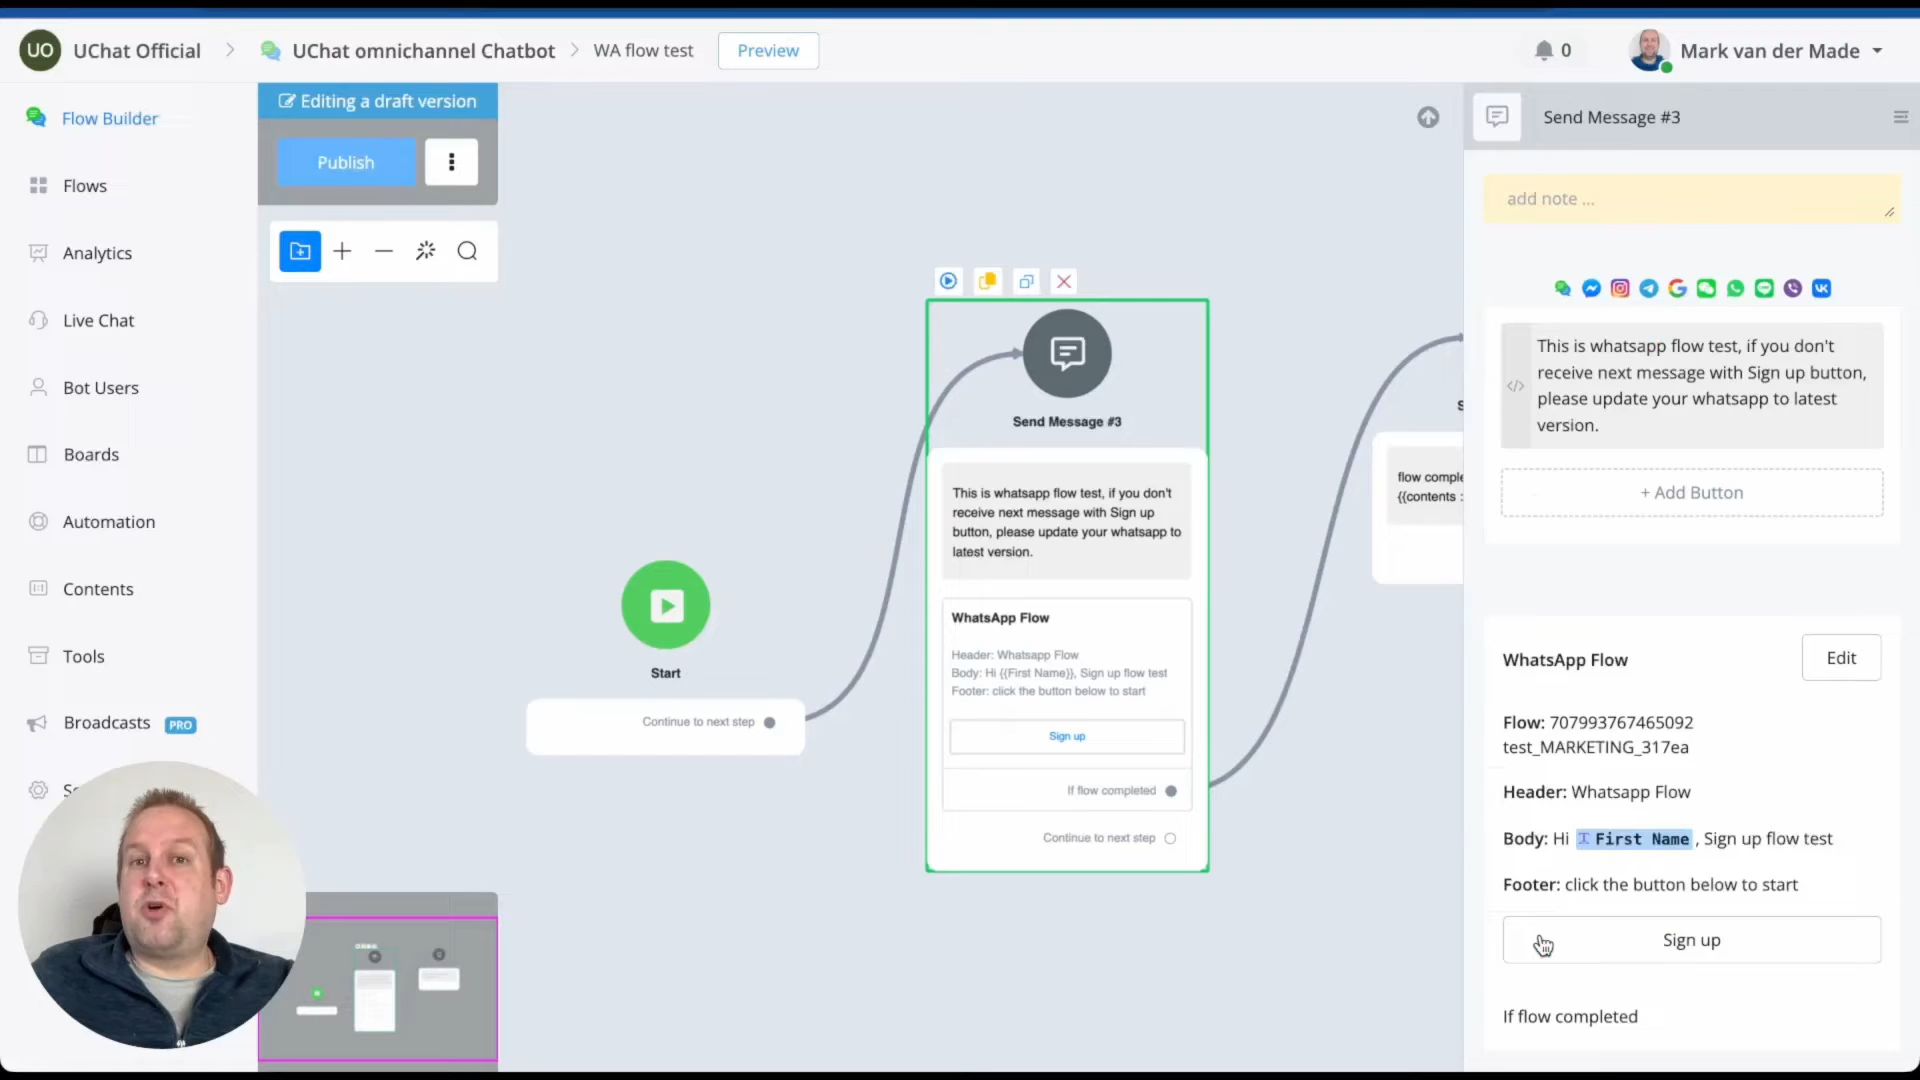 UO UChat Official > UChat omnichannel Chatbot > WA flow test Preview
0 Mark van der Made
Flow Builder
Flows
Analytics
Live Chat
Bot Users
Boards
Automation
Contents
Tools
Broadcasts PRO
Editing a draft version
Publish
Start
Continue to next step
Send Message #3
This is whatsapp flow test, if you don't
receive next message with Sign up
button, please update your whatsapp to
latest version.
WhatsApp Flow
Header: Whatsapp Flow
Body: Hi {{First Name}}, Sign up flow test
Footer: click the button below to start
Sign up
If flow completed
Continue to next step
{{contents :
Send Message #3
add note ...
This is whatsapp flow test, if you don't
receive next message with Sign up button,
please update your whatsapp to latest
version.
+ Add Button
WhatsApp Flow
Edit
Flow: 707993767465092
test_MARKETING_317ea
Header: Whatsapp Flow
Body: Hi First Name , Sign up flow test
Footer: click the button below to start
Sign up
If flow completed